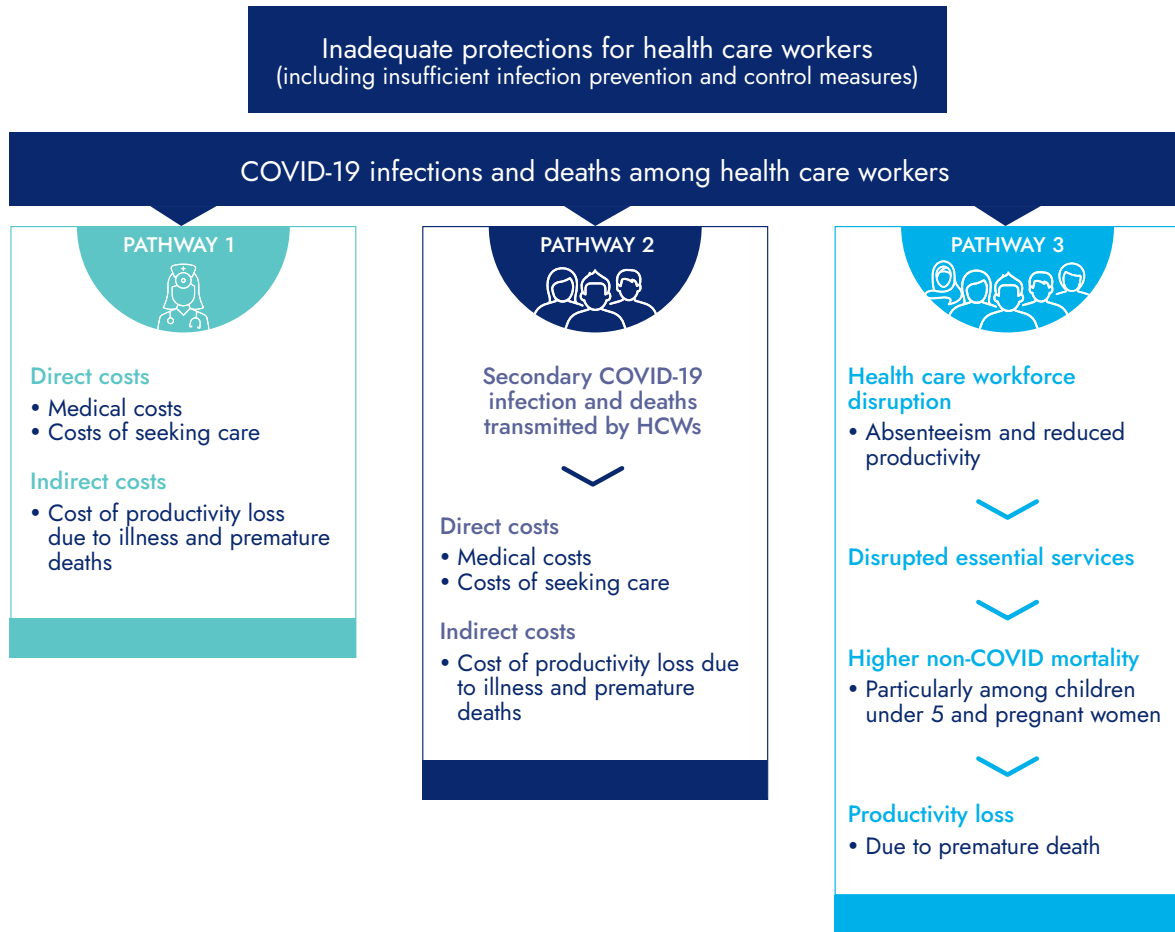 Inadequate protections for health care workers
(including insufficient infection prevention and control measures)
COVID-19 infections and deaths among health care workers
PATHWAY 1
Direct costs
• Medical costs
• Costs of seeking care
Indirect costs
• Cost of productivity loss
due to illness and premature
deaths
PATHWAY 2
Secondary COVID-19
infection and deaths
transmitted by HCWs
Direct costs
• Medical costs
• Costs of seeking care
Indirect costs
• Cost of productivity loss due
to illness and premature
deaths
PATHWAY 3
Health care workforce
disruption
• Absenteeism and reduced
productivity
Disrupted essential services
Higher non-COVID mortality
• Particularly among children
under 5 and pregnant women
Productivity loss
• Due to premature death